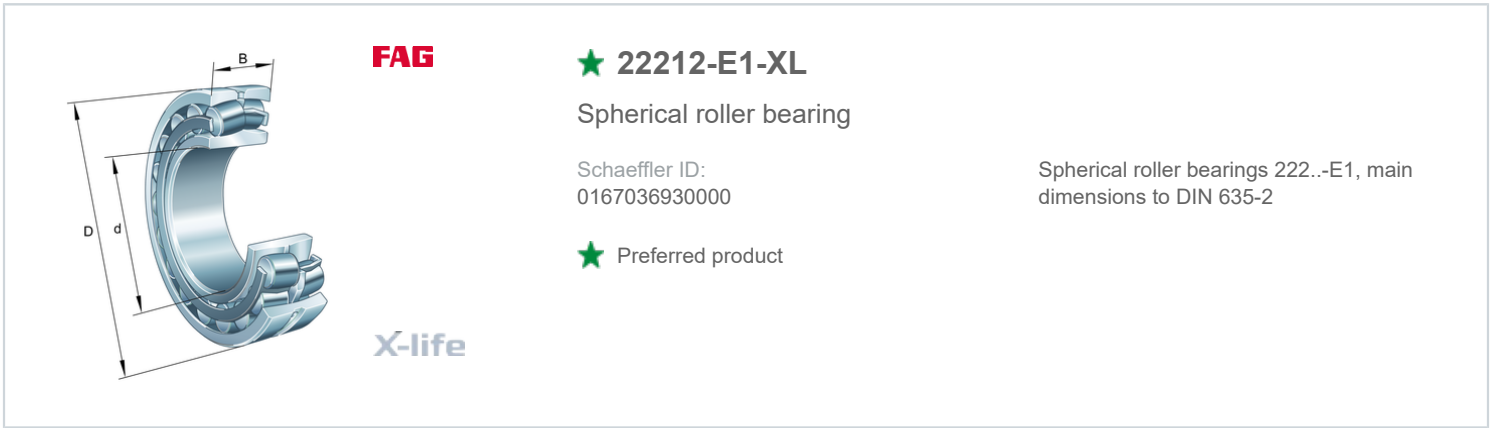 B
D
d
FAG
X-life
22212-E1-XL
Spherical roller bearing
Schaeffler ID:
0167036930000
Spherical roller bearings 222..-E1, main
dimensions to DIN 635-2
Preferred product